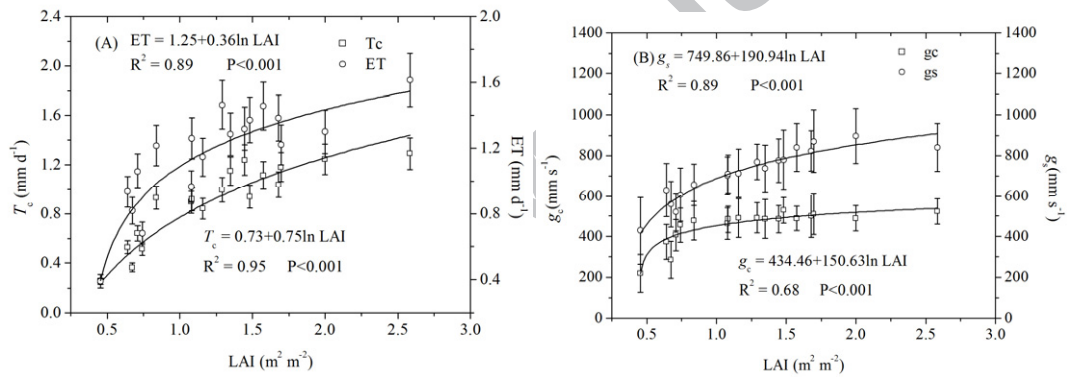 (A)
ET = 1.25+0.36ln LAI
R² = 0.89 P<0.001
Tc
ET
T_c = 0.73+0.75ln LAI
R² = 0.95 P<0.001
2.4
2.0
1.6
1.2
0.8
0.4
0.0
T_c (mm d⁻¹)
2.0
1.6
1.2
0.8
0.4
ET (mm d⁻¹)
0.5 1.0 1.5 2.0 2.5 3.0
LAI (m² m⁻²)
(B) g_s = 749.86+190.94ln LAI
R² = 0.89 P<0.001
gc
gs
g_c = 434.46+150.63ln LAI
R² = 0.68 P<0.001
1400
1200
1000
800
600
400
200
0
g_c (mm s⁻¹)
1400
1200
1000
800
600
400
200
0
g_s (mm s⁻¹)
0.0 0.5 1.0 1.5 2.0 2.5 3.0
LAI (m² m⁻²)